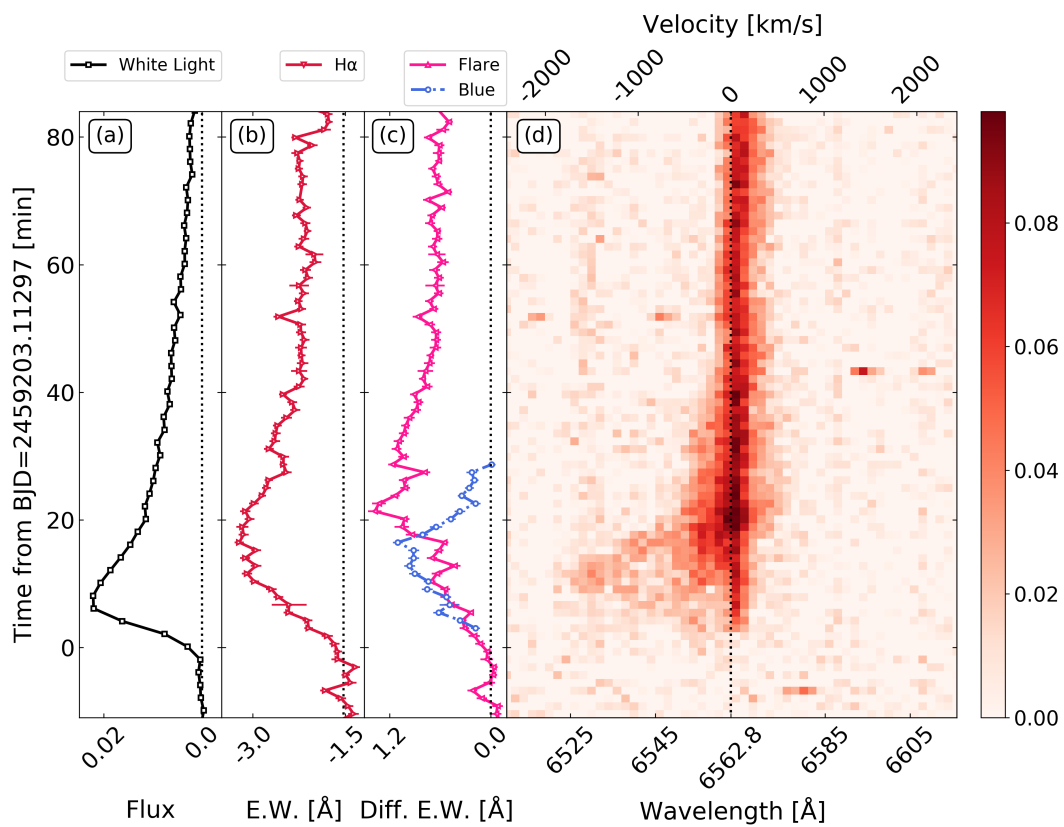 Velocity [km/s]
-2000 -1000 0 1000 2000
White Light
Hα
Flare
Blue
(a) (b) (c) (d)
Time from BJD=2459203.11297 [min]
80
60
40
20
0
0.08
0.06
0.04
0.02
0.00
0.02 0.0 -3.0 -1.5 1.2 0.0 6525 6545 6562.8 6585 6605
Flux E.W. [Å] Diff. E.W. [Å] Wavelength [Å]